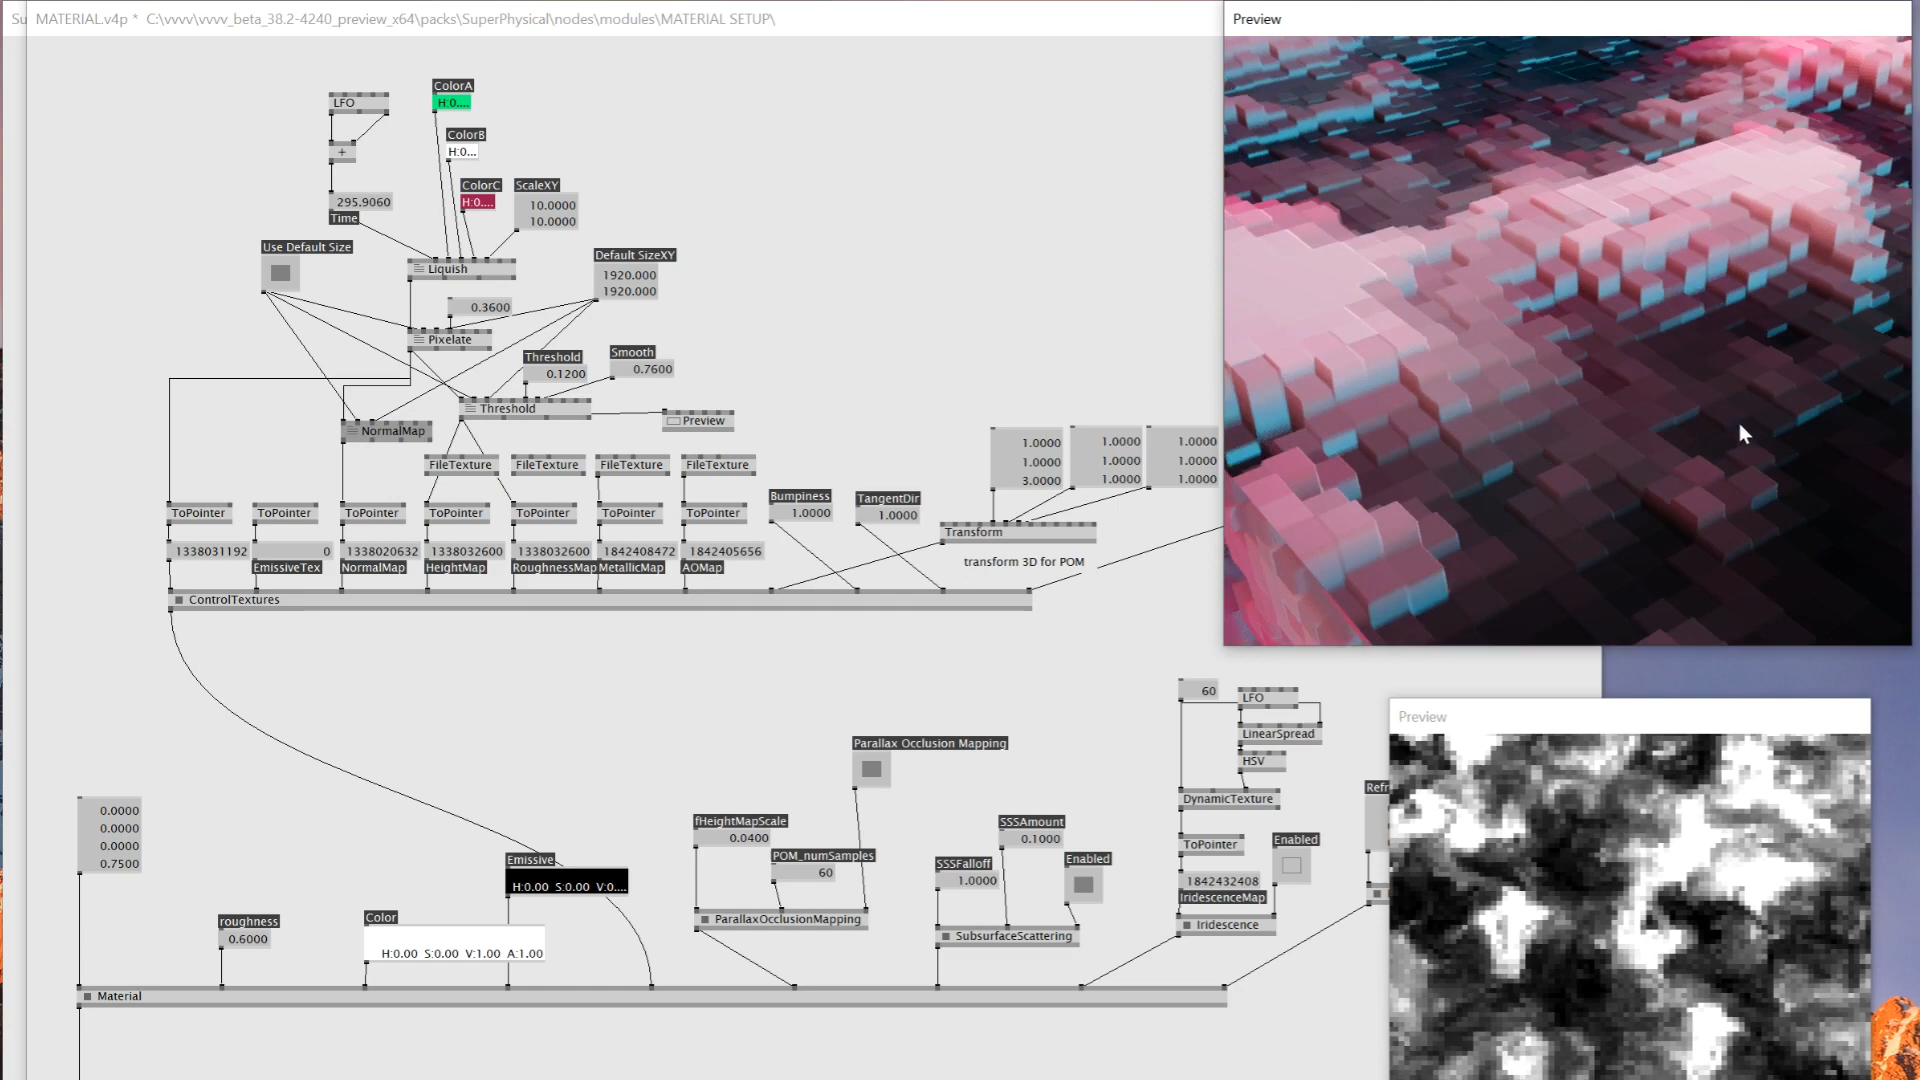 Su
MATERIAL.v4p * C:\vvvv\vvvv_beta_38.2-4240_preview_x64\packs\SuperPhysical\nodes\modules\MATERIAL SETUP\
Preview
ColorA
H:0....
LFO
ColorB
H:0...
+
ColorC
H:0....
ScaleXY
10.0000
10.0000
295.9060
Time
Use Default Size
Liquish
Default SizeXY
1920.000
1920.000
0.3600
Pixelate
Threshold
0.1200
Smooth
0.7600
Threshold
Preview
NormalMap
FileTexture
FileTexture
FileTexture
FileTexture
1.0000
1.0000
3.0000
1.0000
1.0000
1.0000
1.0000
1.0000
1.0000
Bumpiness
1.0000
TangentDir
1.0000
ToPointer
ToPointer
ToPointer
ToPointer
ToPointer
ToPointer
ToPointer
Transform
transform 3D for POM
1338031192
0
1338020632
1338032600
1338032600
1842408472
1842405656
EmissiveTex
NormalMap
HeightMap
RoughnessMap
MetallicMap
AOMap
ControlTextures
60
LFO
LinearSpread
HSV
DynamicTexture
ToPointer
Enabled
1842432408
IridescenceMap
Iridescence
Preview
Refr
Parallax Occlusion Mapping
fHeightMapScale
0.0400
POM_numSamples
60
ParallaxOcclusionMapping
SSSAmount
0.1000
SSSFalloff
1.0000
Enabled
SubsurfaceScattering
0.0000
0.0000
0.0000
0.7500
Emissive
H:0.00 S:0.00 V:0....
roughness
0.6000
Color
H:0.00 S:0.00 V:1.00 A:1.00
Material